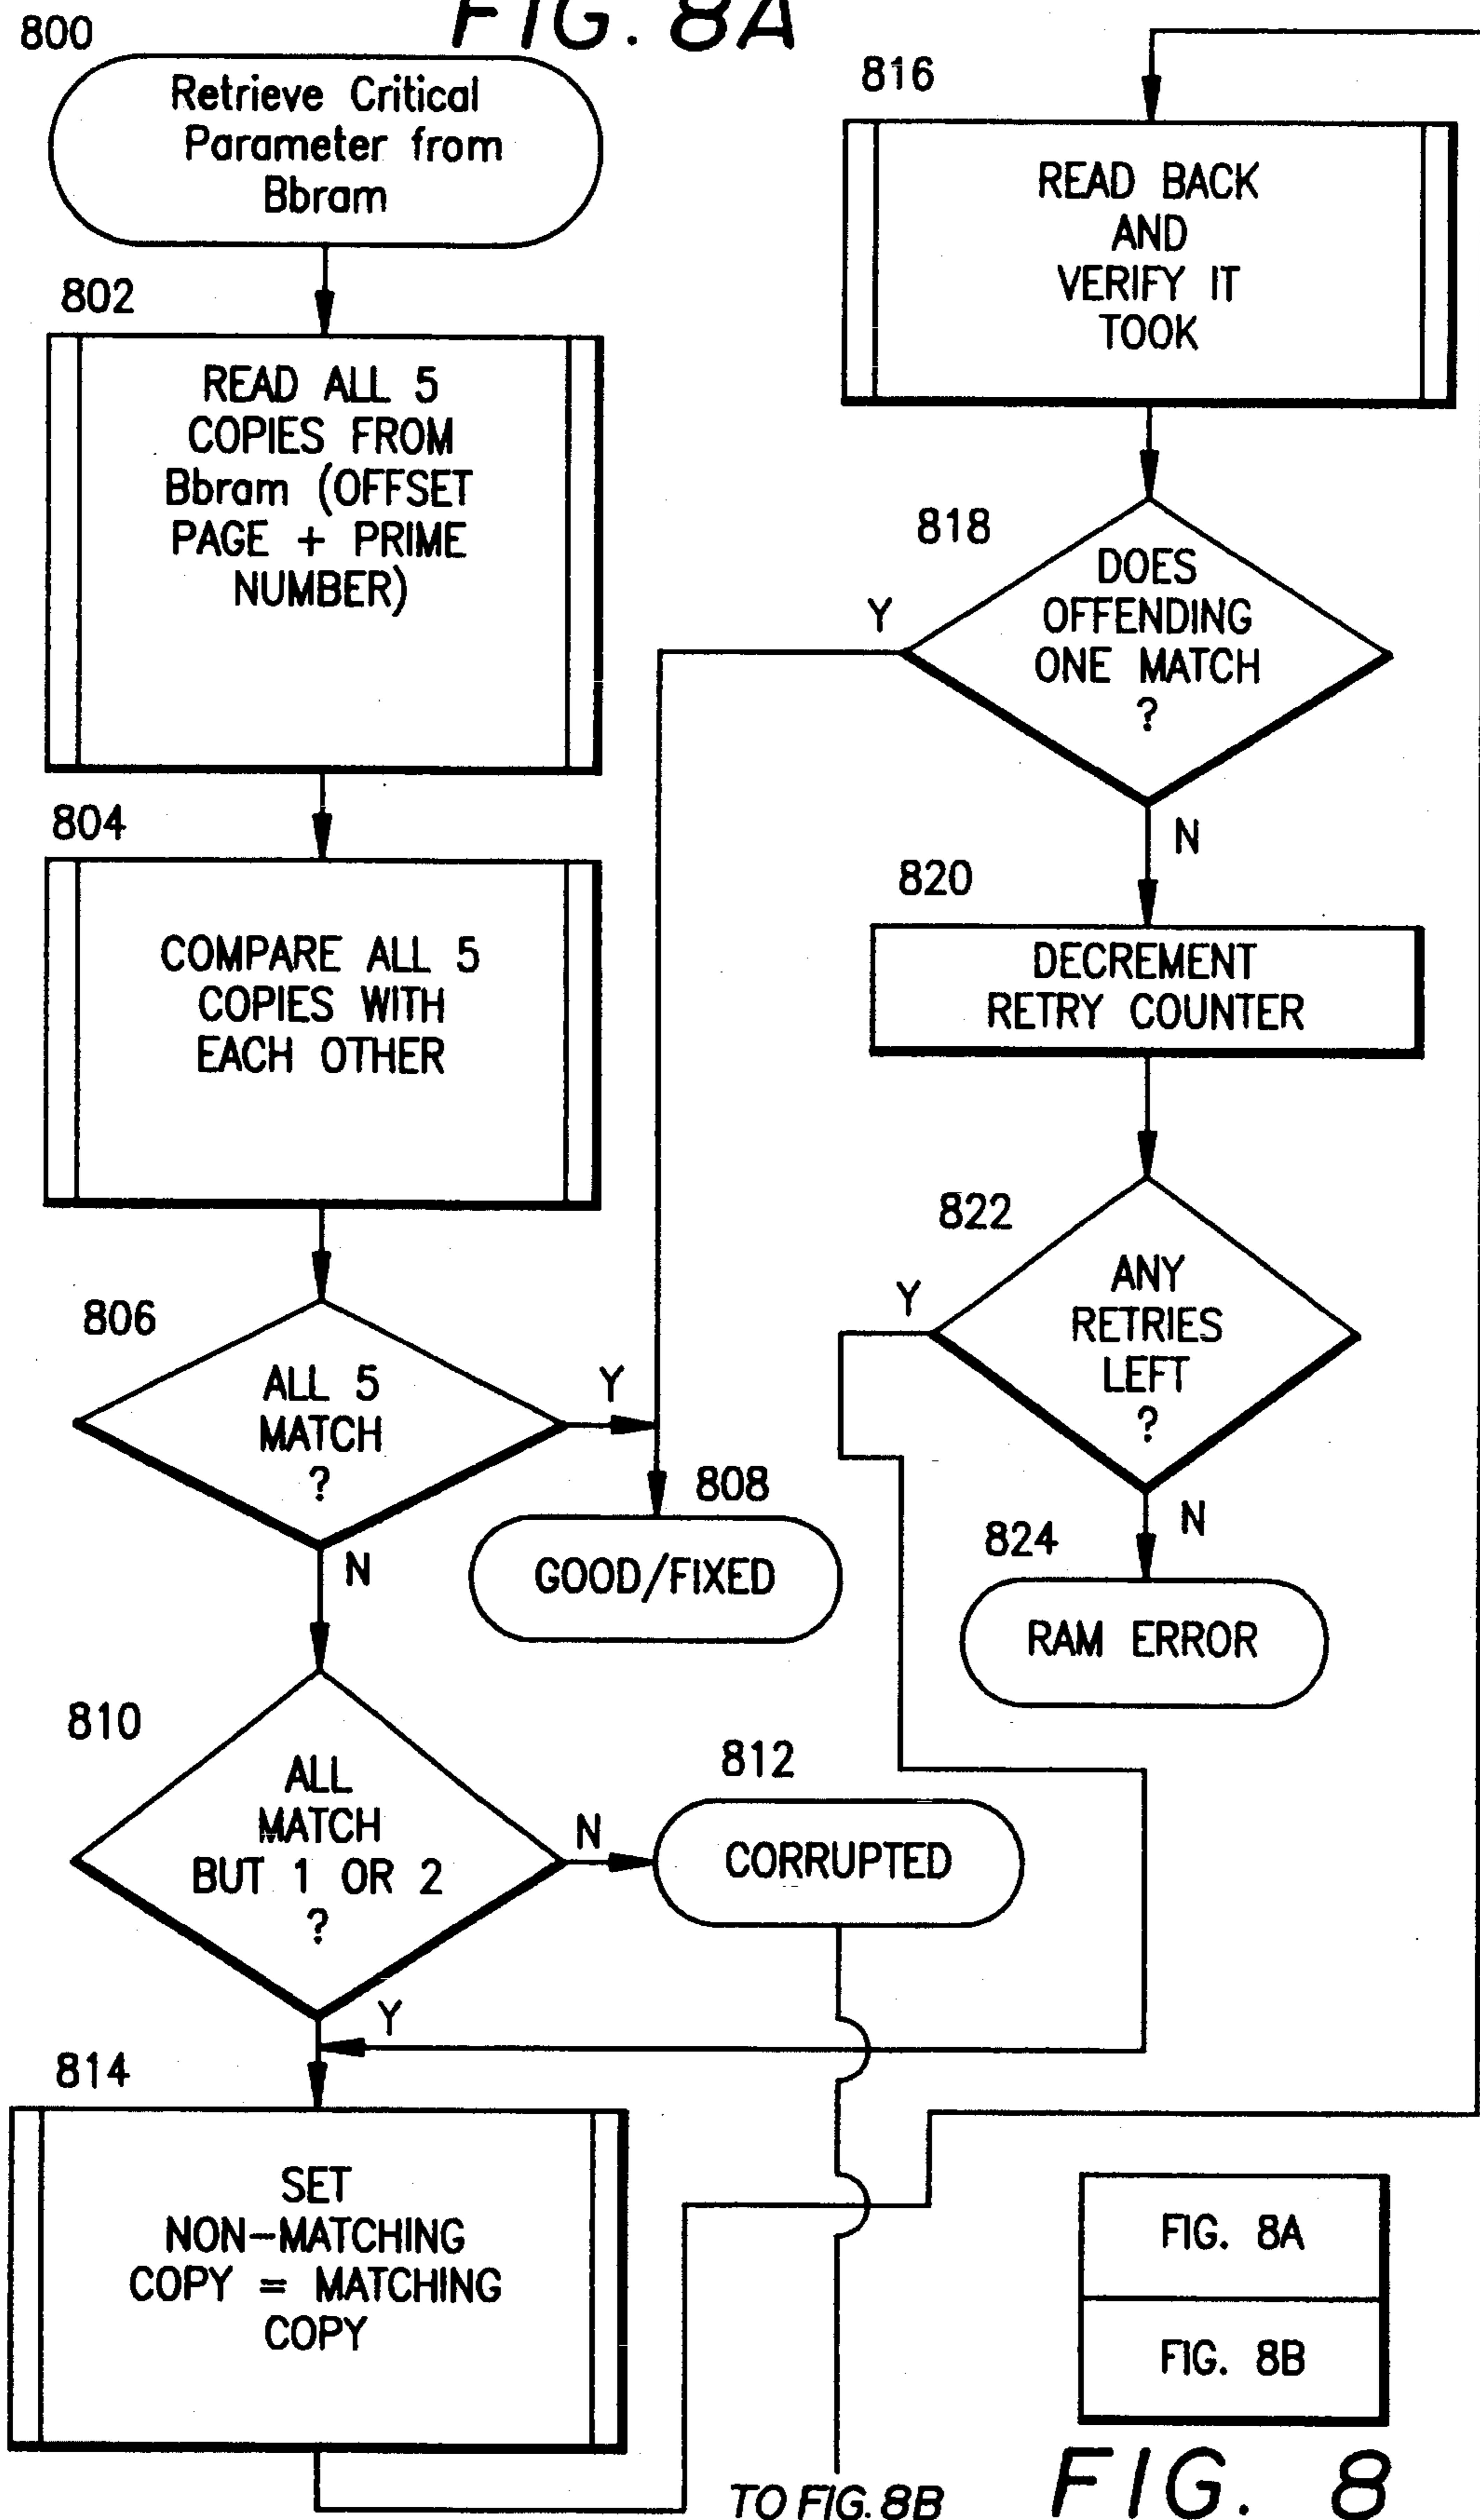 FIG. 8A
800
Retrieve Critical
Parameter from
Bbram
802
READ ALL 5
COPIES FROM
Bbram (OFFSET
PAGE + PRIME
NUMBER)
804
COMPARE ALL 5
COPIES WITH
EACH OTHER
806
ALL 5
MATCH
?
Y
N
808
GOOD/FIXED
810
ALL
MATCH
BUT 1 OR 2
?
N
Y
812
CORRUPTED
814
SET
NON-MATCHING
COPY = MATCHING
COPY
816
READ BACK
AND
VERIFY IT
TOOK
818
DOES
OFFENDING
ONE MATCH
?
Y
N
820
DECREMENT
RETRY COUNTER
822
ANY
RETRIES
LEFT
?
Y
N
824
RAM ERROR
TO FIG.8B
FIG. 8A
FIG. 8B
FIG. 8